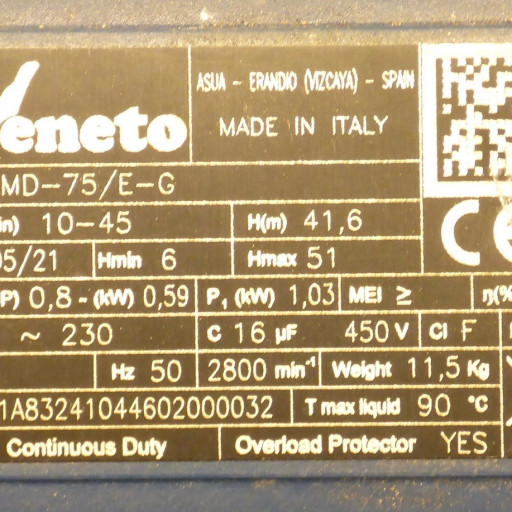 eneto
ASUA - ERANDIO (VIZCAYA) - SPAIN
MADE IN ITALY
MD-75/E-G
in) 10-45 H(m) 41,6
05/21 Hmin 6 Hmax 51
P) 0,8 - (kW) 0,59 P₁ (kW) 1,03 MEI ≥ η(%
~ 230 C 16 µF 450 V Cl F
Hz 50 2800 min⁻¹ Weight 11,5 Kg
1A83241044602000032 T max liquid 90 °C
Continuous Duty Overload Protector YES